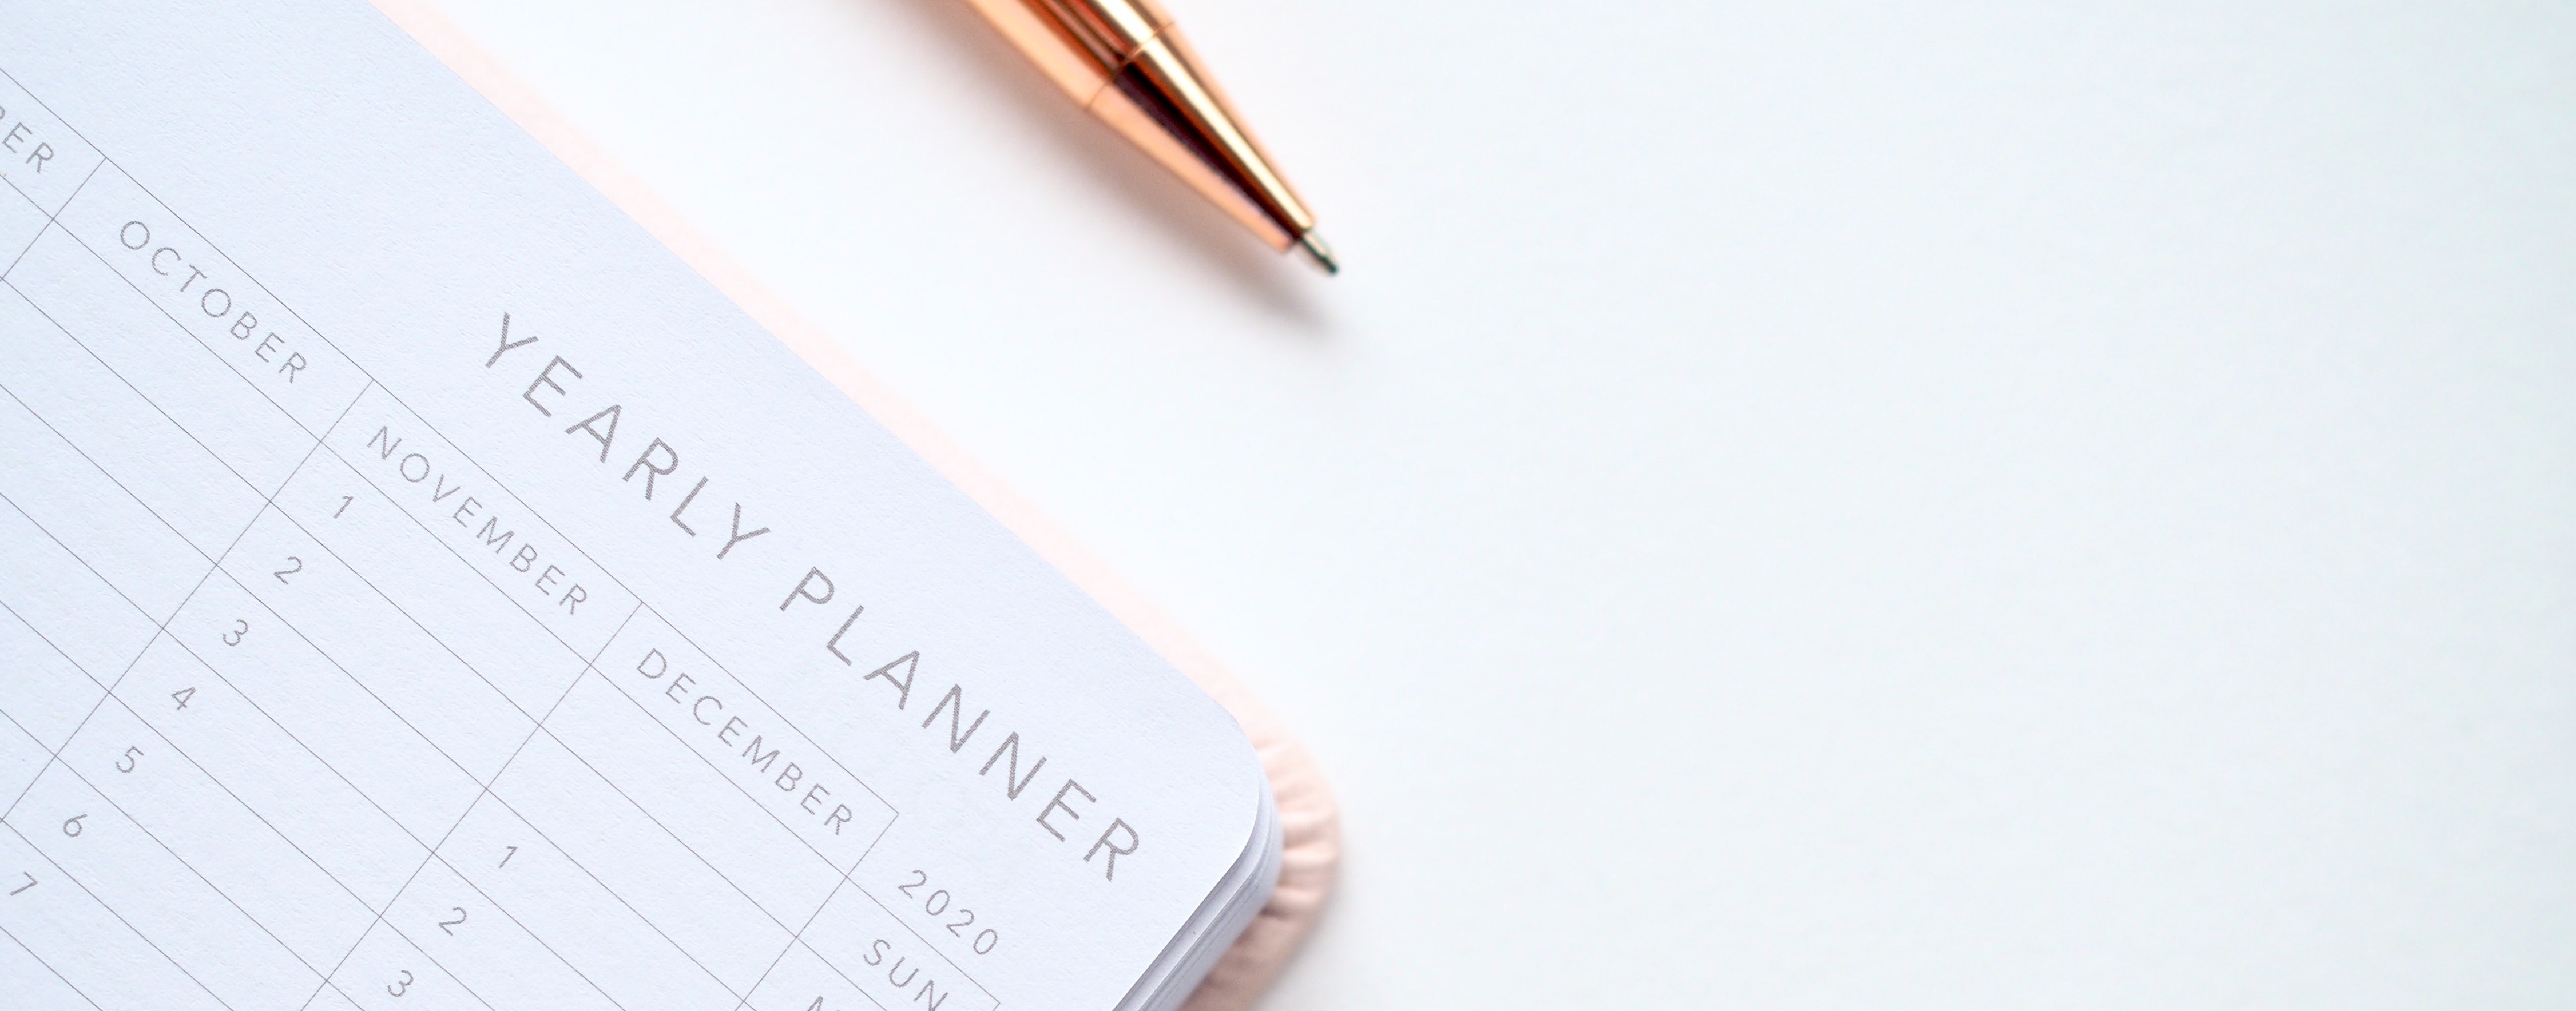 YEARLY PLANNER
OCTOBER NOVEMBER DECEMBER 2020
1 SUN
2
3 1
4 2
5 3
6
7